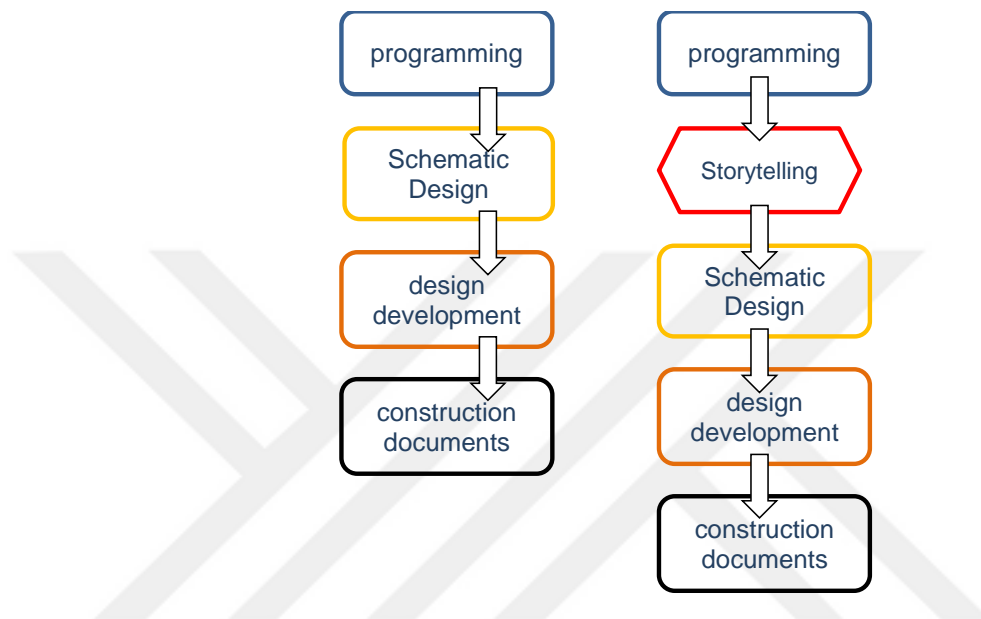 programming
Schematic
Design
design
development
construction
documents
programming
Storytelling
Schematic
Design
design
development
construction
documents